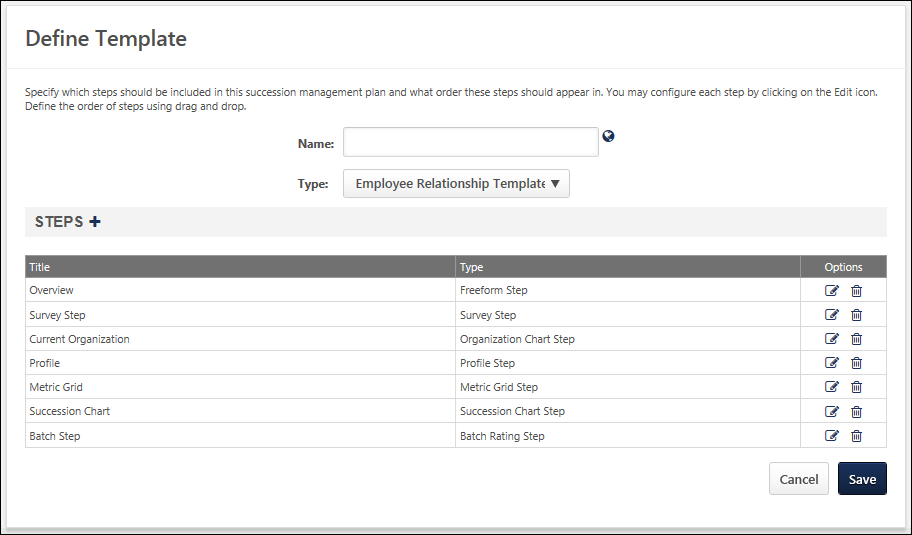 Define Template
Specify which steps should be included in this succession management plan and what order these steps should appear in. You may configure each step by clicking on the Edit icon.
Define the order of steps using drag and drop.
Name:
Type: Employee Relationship Template
STEPS
Title Type Options
Overview Freeform Step
Survey Step Survey Step
Current Organization Organization Chart Step
Profile Profile Step
Metric Grid Metric Grid Step
Succession Chart Succession Chart Step
Batch Step Batch Rating Step
Cancel Save